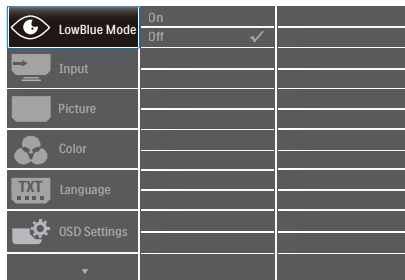 LowBlue Mode
On
Off
Input
Picture
Color
TXT
Language
OSD Settings